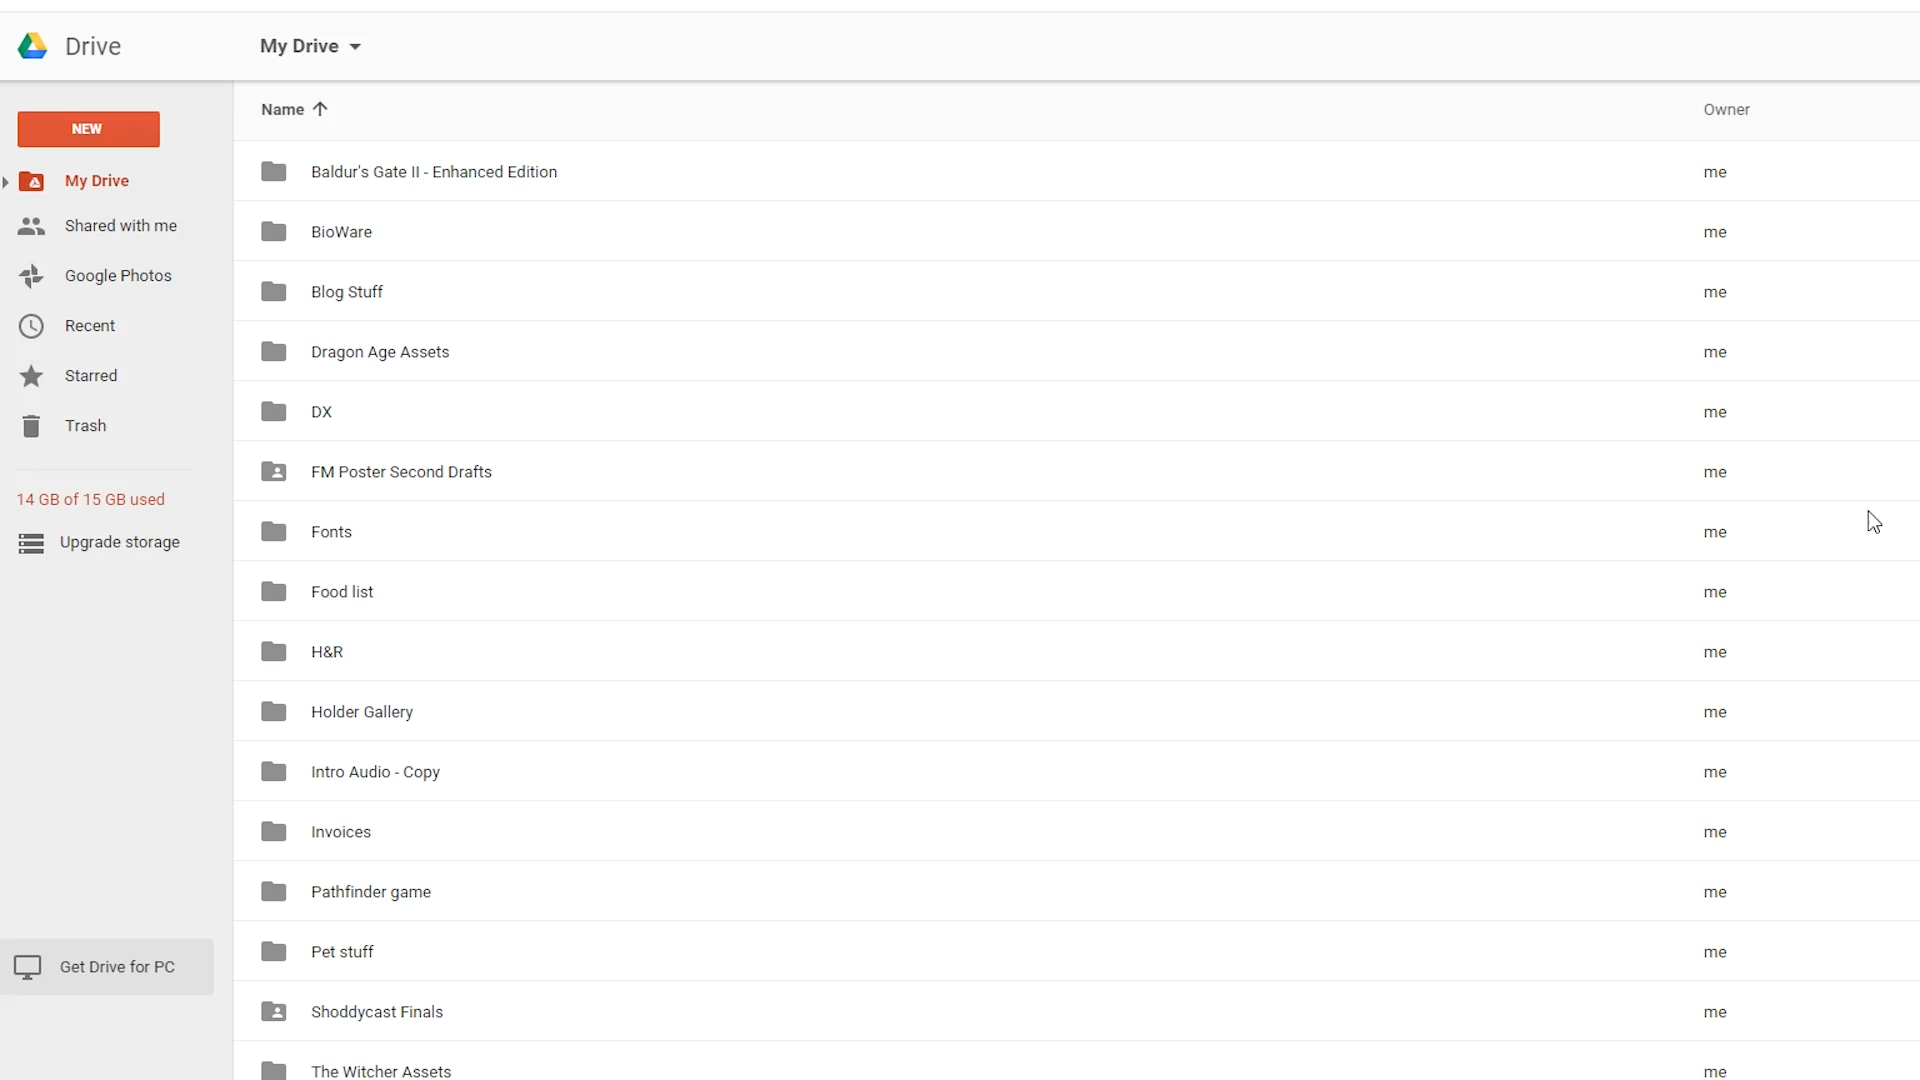 Drive
My Drive
Name
Owner
NEW
My Drive
Shared with me
Google Photos
Recent
Starred
Trash
14 GB of 15 GB used
Upgrade storage
Get Drive for PC
Baldur's Gate II - Enhanced Edition me
BioWare me
Blog Stuff me
Dragon Age Assets me
DX me
FM Poster Second Drafts me
Fonts me
Food list me
H&R me
Holder Gallery me
Intro Audio - Copy me
Invoices me
Pathfinder game me
Pet stuff me
Shoddycast Finals me
The Witcher Assets me